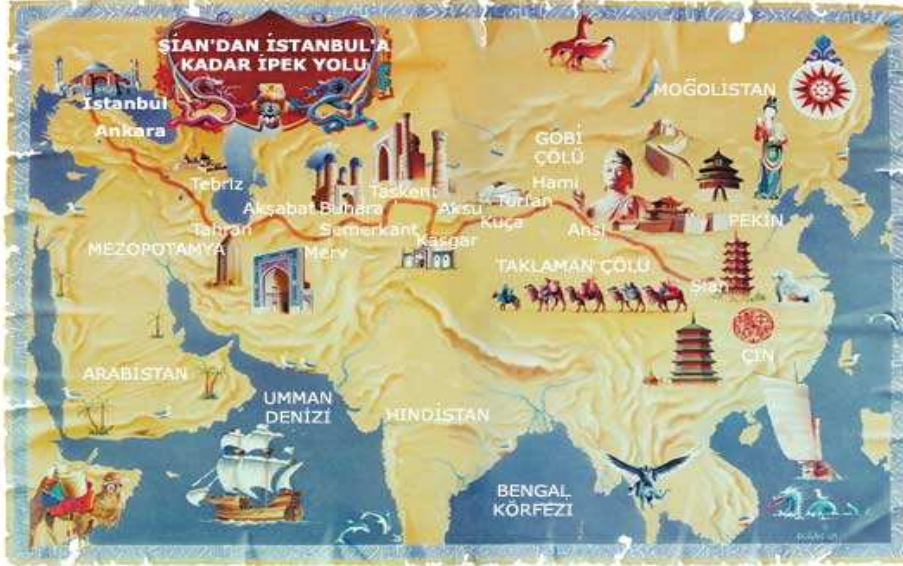 ŞİAN'DAN İSTANBUL'A
KADAR İPEK YOLU
MOĞOLİSTAN
İstanbul
Ankara
GOBİ
ÇÖLÜ
Tebriz
Taşkent
Hami
Akşabat Buhara
Aksu
Turfan
Kuça
PEKİN
Tahran
Semerkant
Kaşgar
Anşi
MEZOPOTAMYA
Merv
TAKLAMAN ÇÖLÜ
Sian
ÇİN
ARABİSTAN
UMMAN
DENİZİ
HİNDİSTAN
BENGAL
KÖRFEZİ